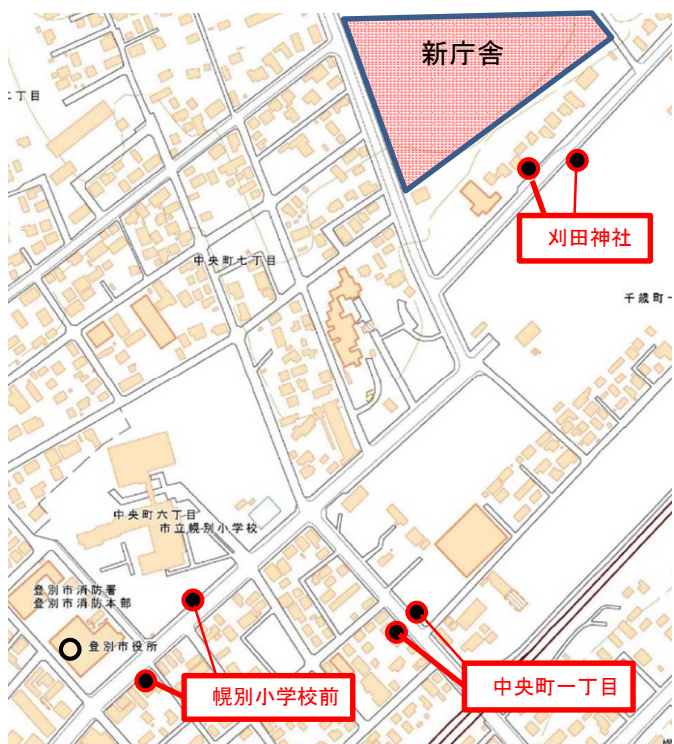 新庁舎
二丁目
刈田神社
中央町七丁目
千歳町一
中央町六丁目
市立幌別小学校
登別市消防署
登別市消防本部
登別市役所
幌別小学校前
中央町一丁目